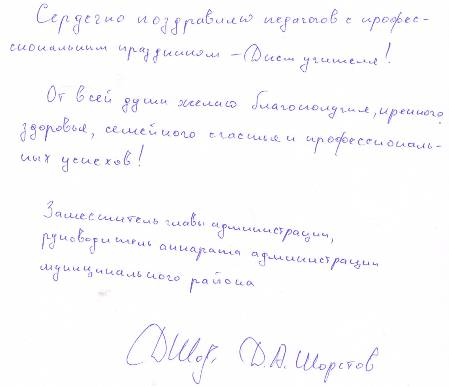 Сердечно поздравляю педагогов с профес-
сиональным праздником – Днем учителя!
От всей души желаю благополучия, крепкого
здоровья, семейного счастья и профессиональ-
ных успехов!
Заместитель главы администрации,
руководитель аппарата администрации
муниципального района
Д.А. Шорстов